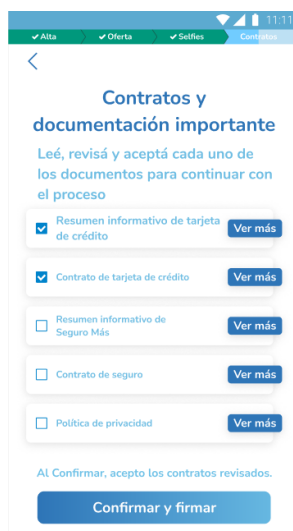 11:11
Alta
Oferta
Selfies
Contratos
Contratos y
documentación importante
Leé, revisá y aceptá cada uno de
los documentos para continuar con
el proceso
Resumen informativo de tarjeta
de crédito
Ver más
Contrato de tarjeta de crédito
Ver más
Resumen informativo de
Seguro Más
Ver más
Contrato de seguro
Ver más
Política de privacidad
Ver más
Al Confirmar, acepto los contratos revisados.
Confirmar y firmar